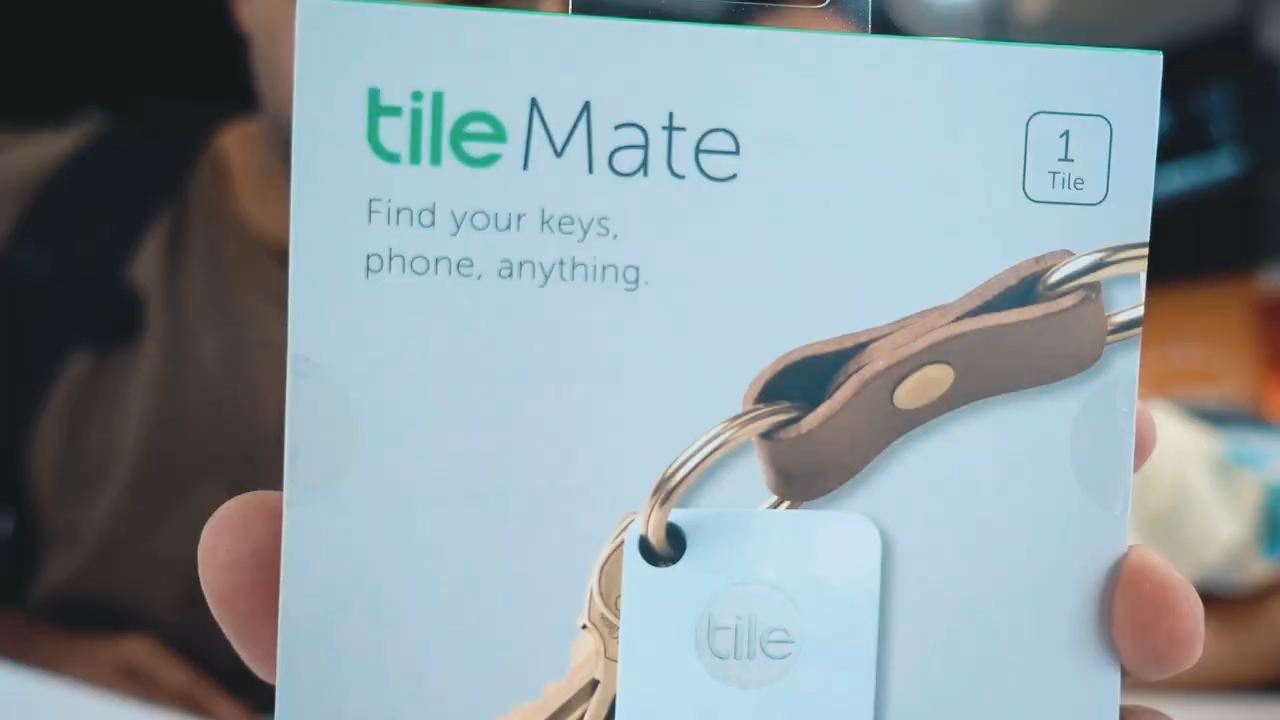 tile Mate
1
Tile
Find your keys,
phone, anything.
tile